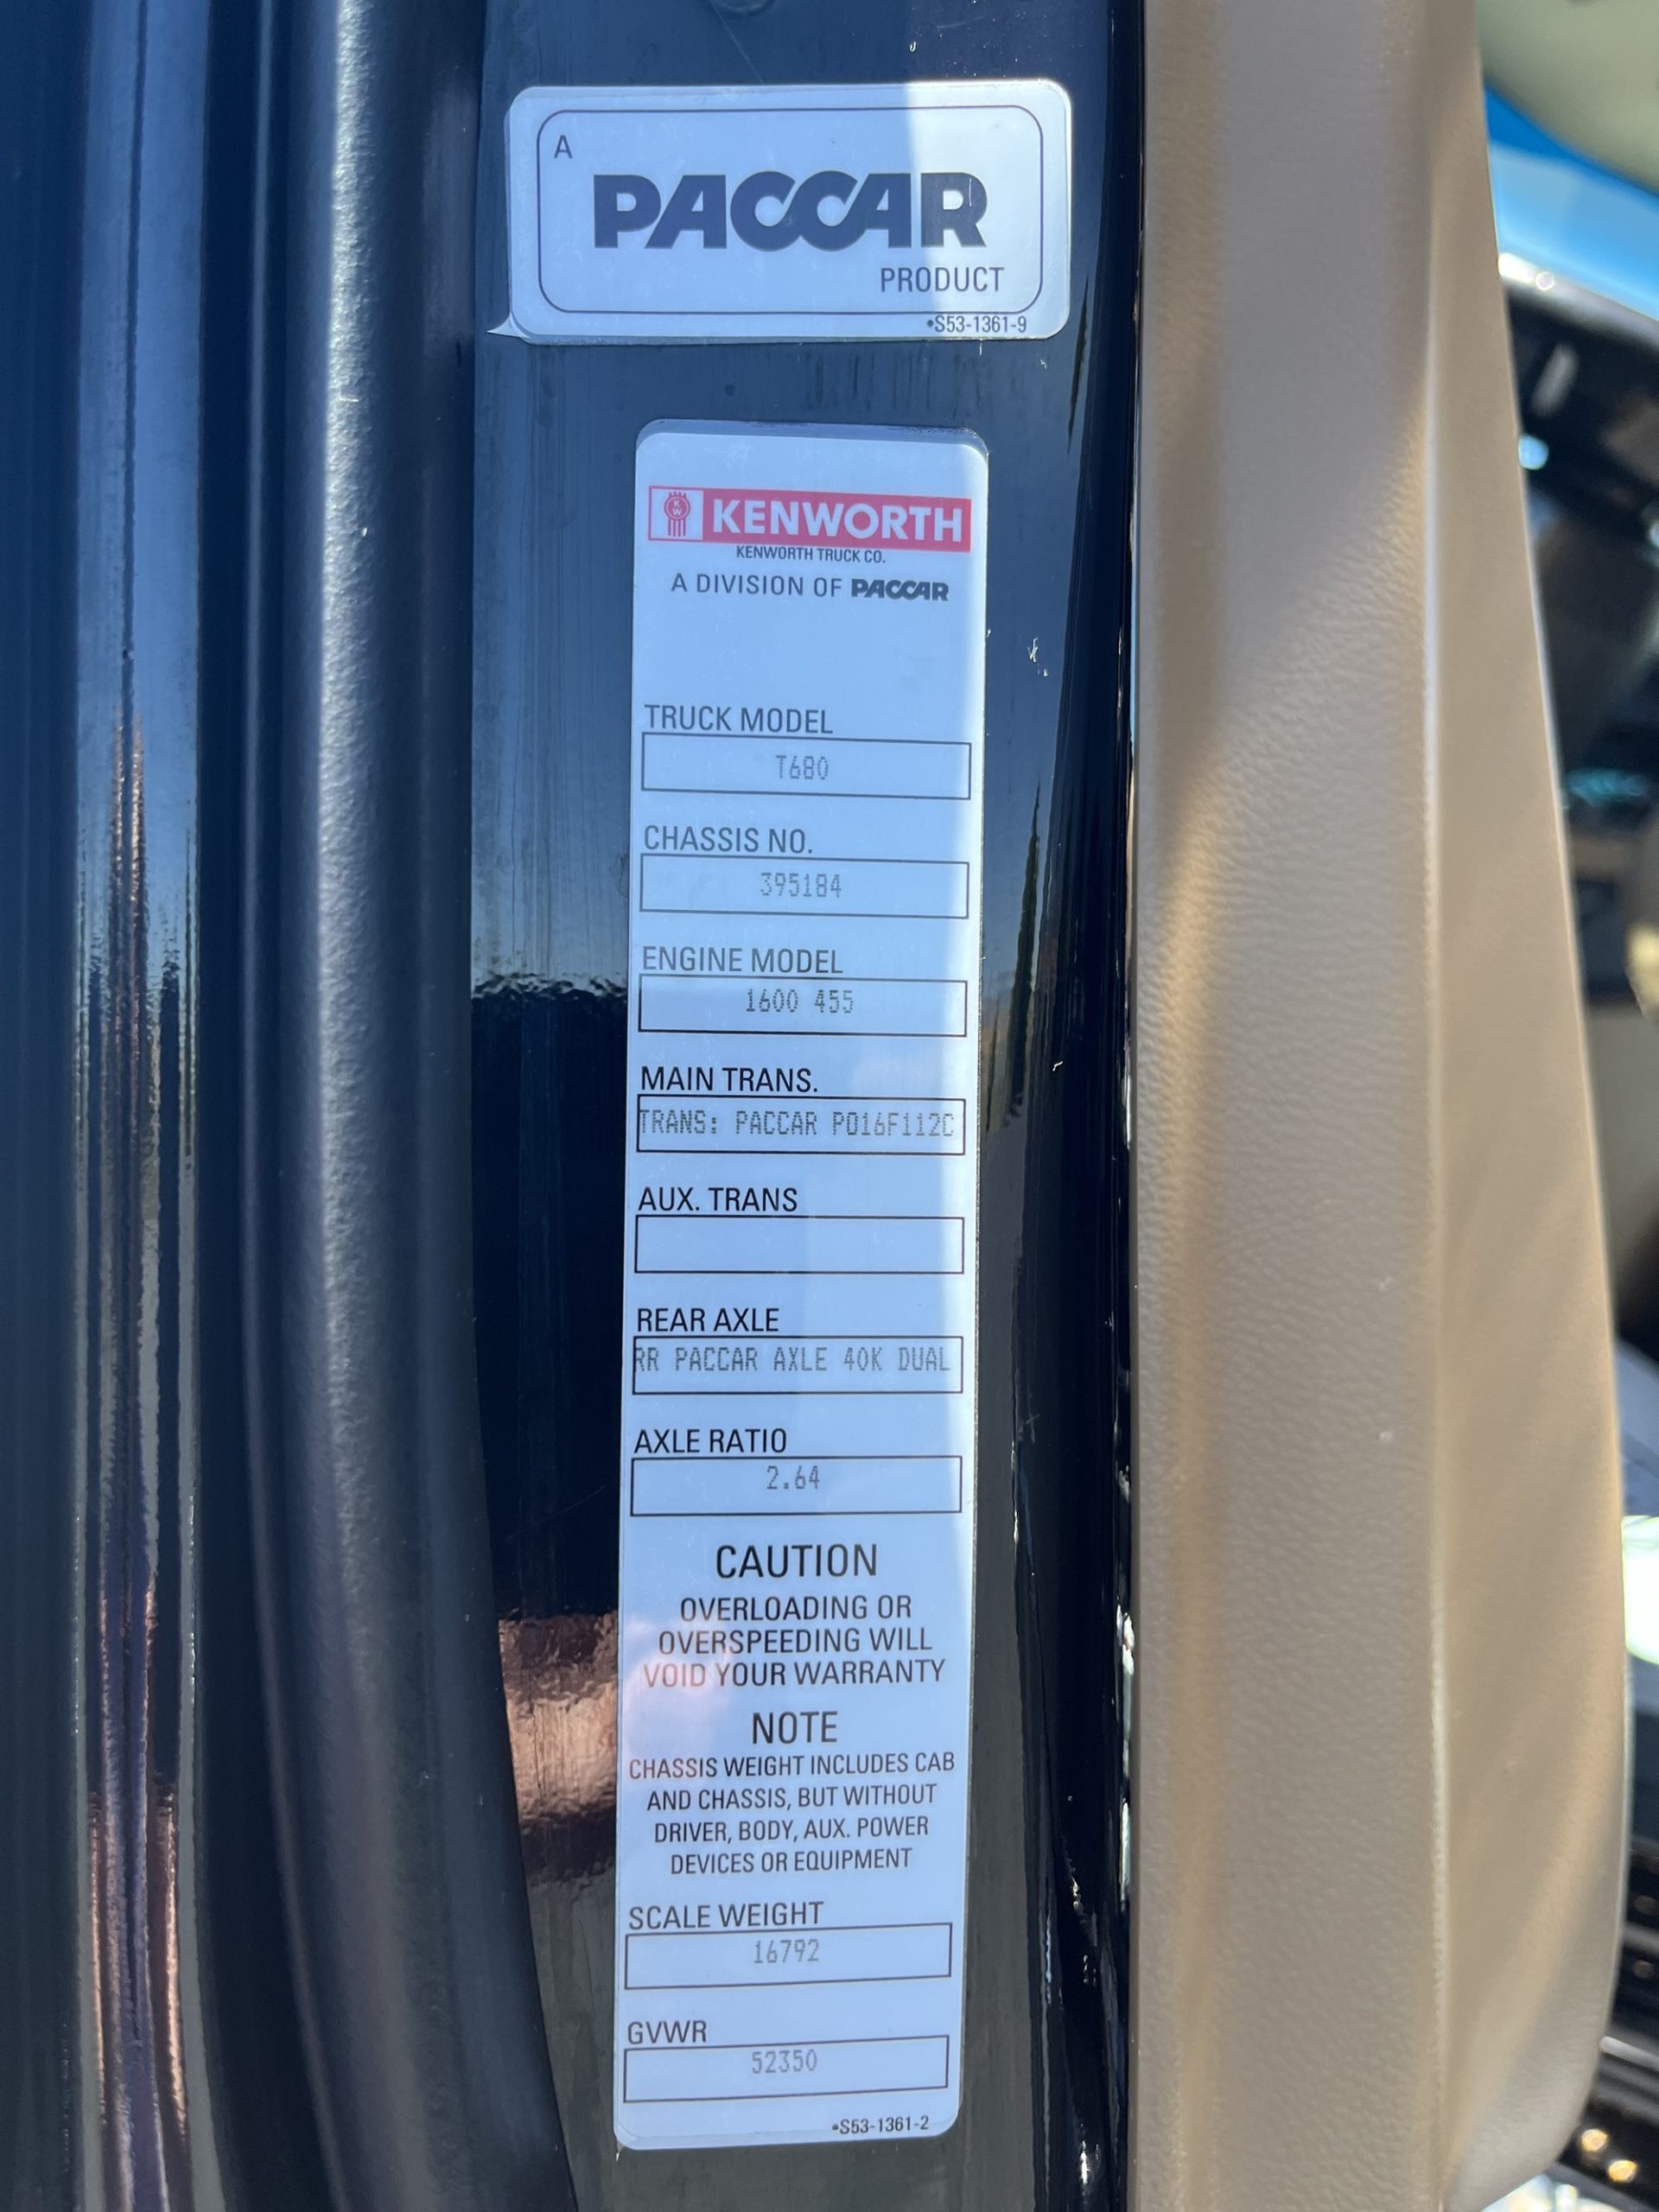 A
PACCAR
PRODUCT
•S53-1361-9
KW KENWORTH
KENWORTH TRUCK CO.
A DIVISION OF PACCAR
TRUCK MODEL
T680
CHASSIS NO.
395184
ENGINE MODEL
1600 455
MAIN TRANS.
TRANS: PACCAR PO16F112C
AUX. TRANS
REAR AXLE
RR PACCAR AXLE 40K DUAL
AXLE RATIO
2.64
CAUTION
OVERLOADING OR
OVERSPEEDING WILL
VOID YOUR WARRANTY
NOTE
CHASSIS WEIGHT INCLUDES CAB
AND CHASSIS, BUT WITHOUT
DRIVER, BODY, AUX. POWER
DEVICES OR EQUIPMENT
SCALE WEIGHT
16792
GVWR
52350
•S53-1361-2